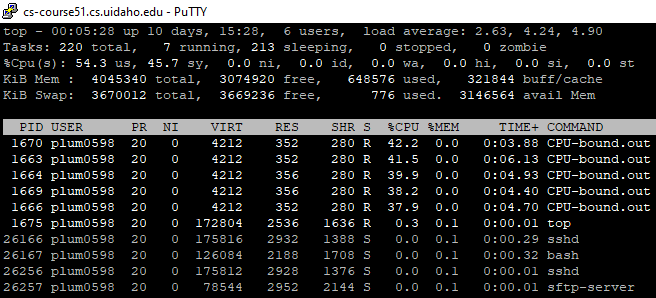 cs-course51.cs.uidaho.edu - PuTTY
top - 00:05:28 up 10 days, 15:28,  6 users,  load average: 2.63, 4.24, 4.90
Tasks: 220 total,   7 running, 213 sleeping,   0 stopped,   0 zombie
%Cpu(s): 54.3 us, 45.7 sy,  0.0 ni,  0.0 id,  0.0 wa,  0.0 hi,  0.0 si,  0.0 st
KiB Mem :  4045340 total,  3074920 free,   648576 used,   321844 buff/cache
KiB Swap:  3670012 total,  3669236 free,      776 used.  3146564 avail Mem
PID USER      PR  NI    VIRT    RES    SHR S  %CPU %MEM     TIME+ COMMAND
1670 plum0598  20   0    4212    352    280 R  42.2  0.0   0:03.88 CPU-bound.out
1663 plum0598  20   0    4212    352    280 R  41.5  0.0   0:06.13 CPU-bound.out
1664 plum0598  20   0    4212    356    280 R  39.9  0.0   0:04.93 CPU-bound.out
1669 plum0598  20   0    4212    356    280 R  38.2  0.0   0:04.40 CPU-bound.out
1666 plum0598  20   0    4212    352    280 R  37.9  0.0   0:04.70 CPU-bound.out
1675 plum0598  20   0  172804   2536   1636 R   0.3  0.1   0:00.01 top
26166 plum0598  20   0  175816   2932   1388 S   0.0  0.1   0:00.29 sshd
26167 plum0598  20   0  126084   2188   1708 S   0.0  0.1   0:00.32 bash
26256 plum0598  20   0  175812   2928   1376 S   0.0  0.1   0:00.01 sshd
26257 plum0598  20   0   78544   2952   2144 S   0.0  0.1   0:00.01 sftp-server